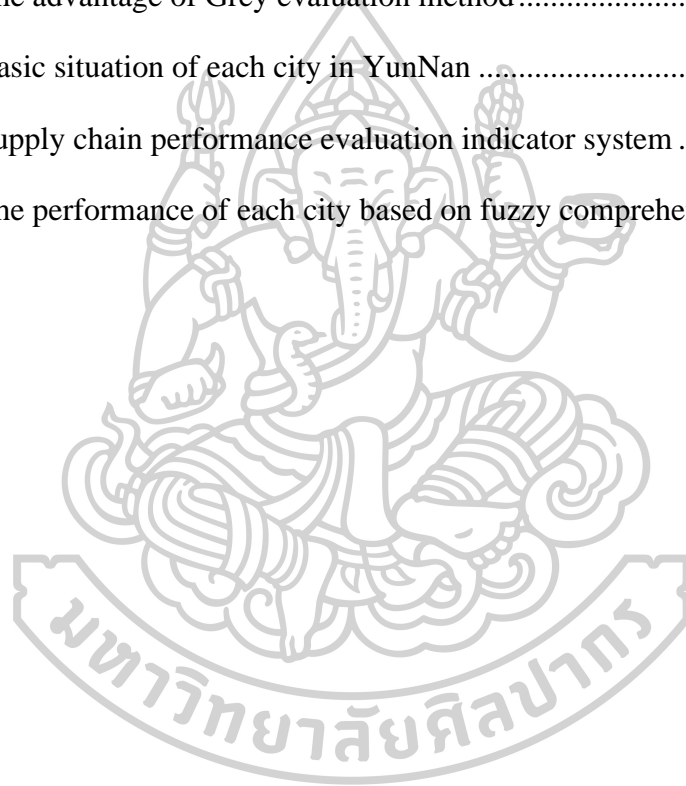 he advantage of Grey evaluation method......................
asic situation of each city in YunNan ..........................
upply chain performance evaluation indicator system .
he performance of each city based on fuzzy comprehe
มหาวิทยาลัยศิลปากร